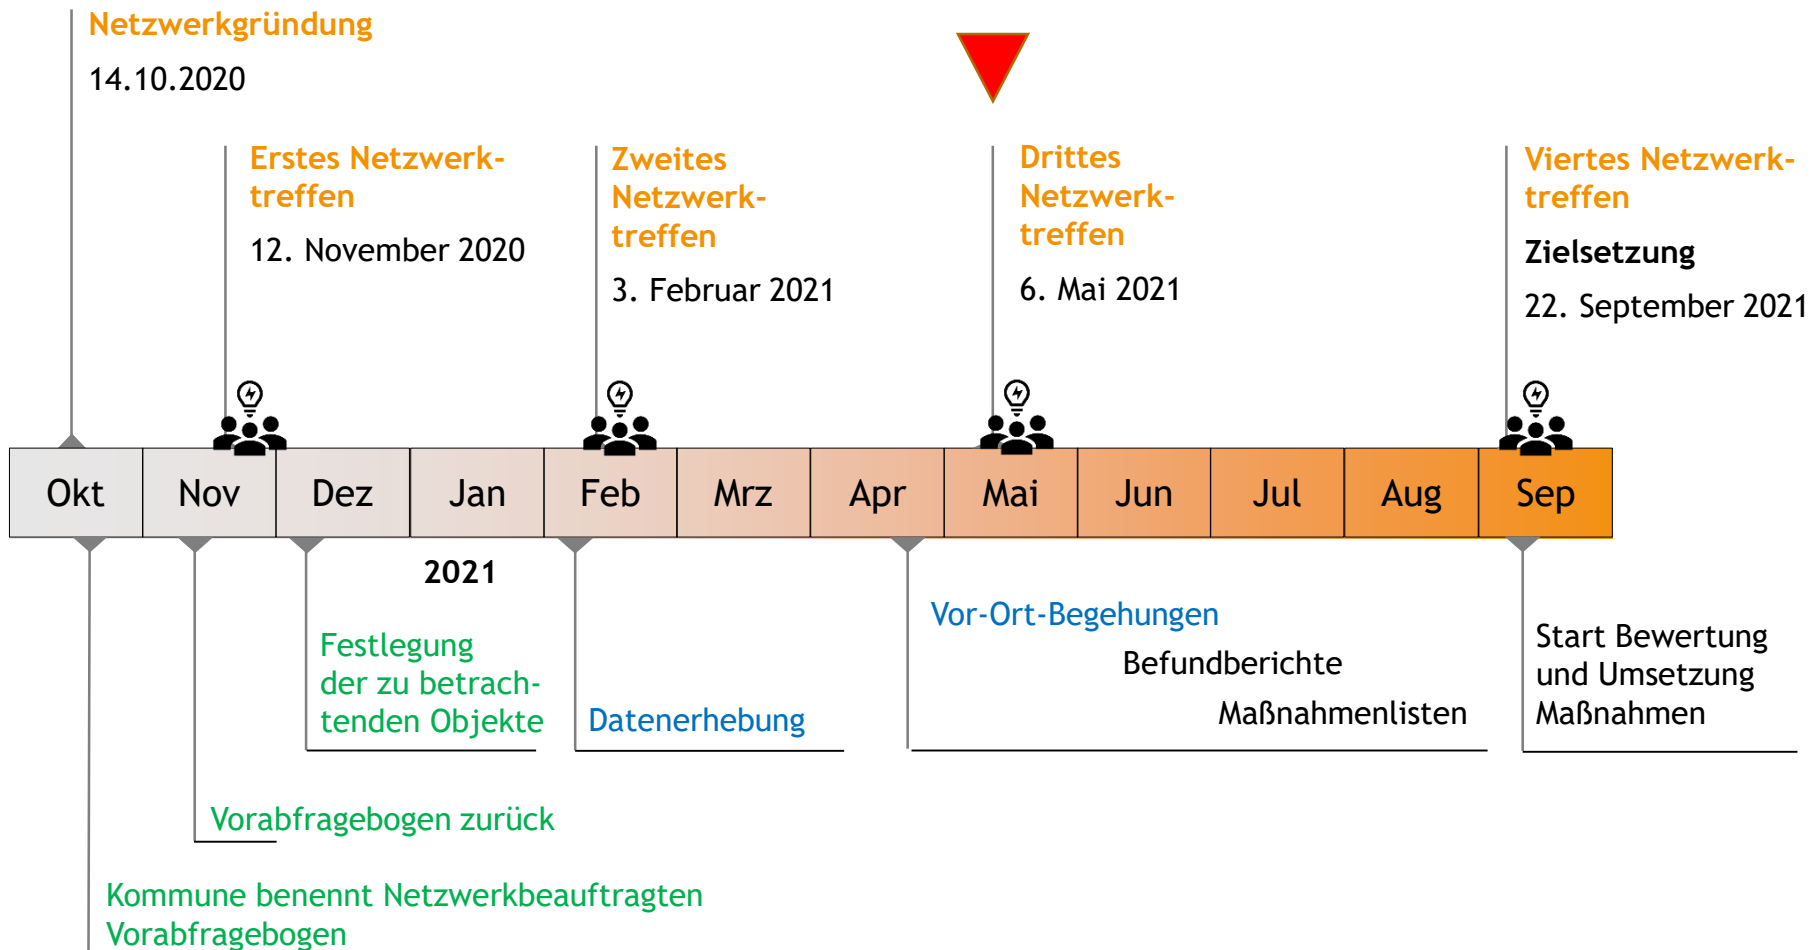 Netzwerkgründung
14.10.2020
Erstes Netzwerk-
treffen
12. November 2020
Zweites
Netzwerk-
treffen
3. Februar 2021
Drittes
Netzwerk-
treffen
6. Mai 2021
Viertes Netzwerk-
treffen
Zielsetzung
22. September 2021
Okt
Nov
Dez
Jan
Feb
Mrz
Apr
Mai
Jun
Jul
Aug
Sep
2021
Festlegung
der zu betrach-
tenden Objekte
Datenerhebung
Vor-Ort-Begehungen
Befundberichte
Maßnahmenlisten
Start Bewertung
und Umsetzung
Maßnahmen
Vorabfragebogen zurück
Kommune benennt Netzwerkbeauftragten
Vorabfragebogen